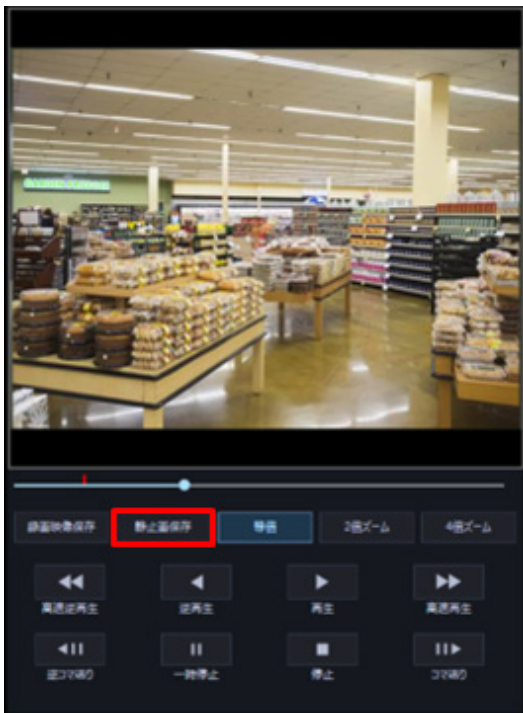 録画映像保存 静止画保存 等倍 2倍ズーム 4倍ズーム
高速逆再生 逆再生 再生 高速再生
逆コマ送り 一時停止 停止 コマ送り